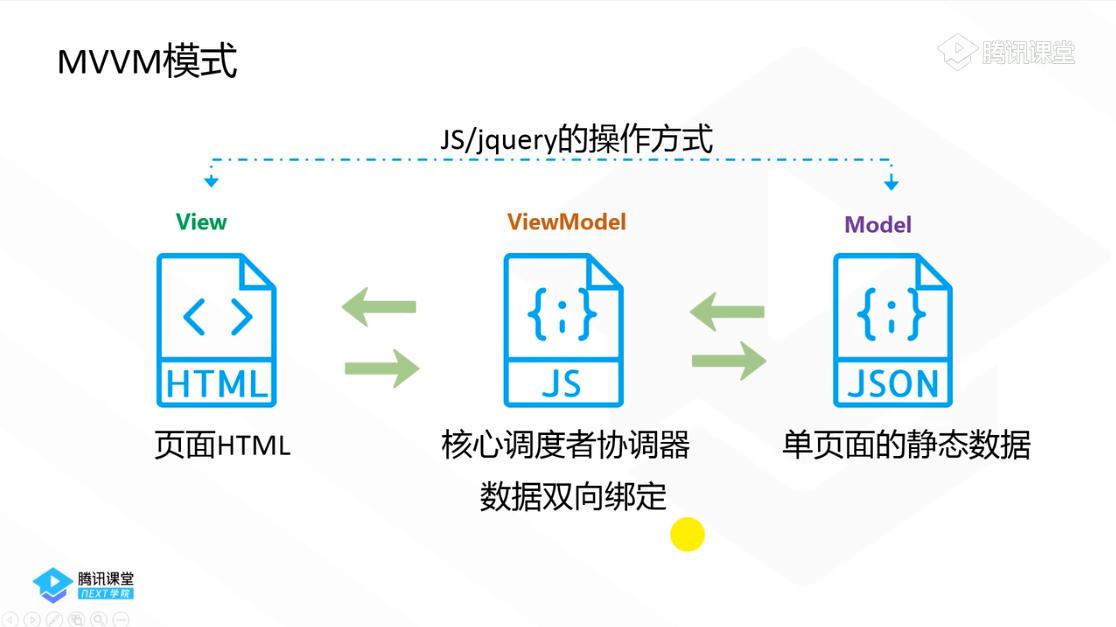 MVVM模式
腾讯课堂
JS/jquery的操作方式
View
ViewModel
Model
HTML
JS
JSON
页面HTML
核心调度者协调器
单页面的静态数据
数据双向绑定
腾讯课堂
NEXT学院